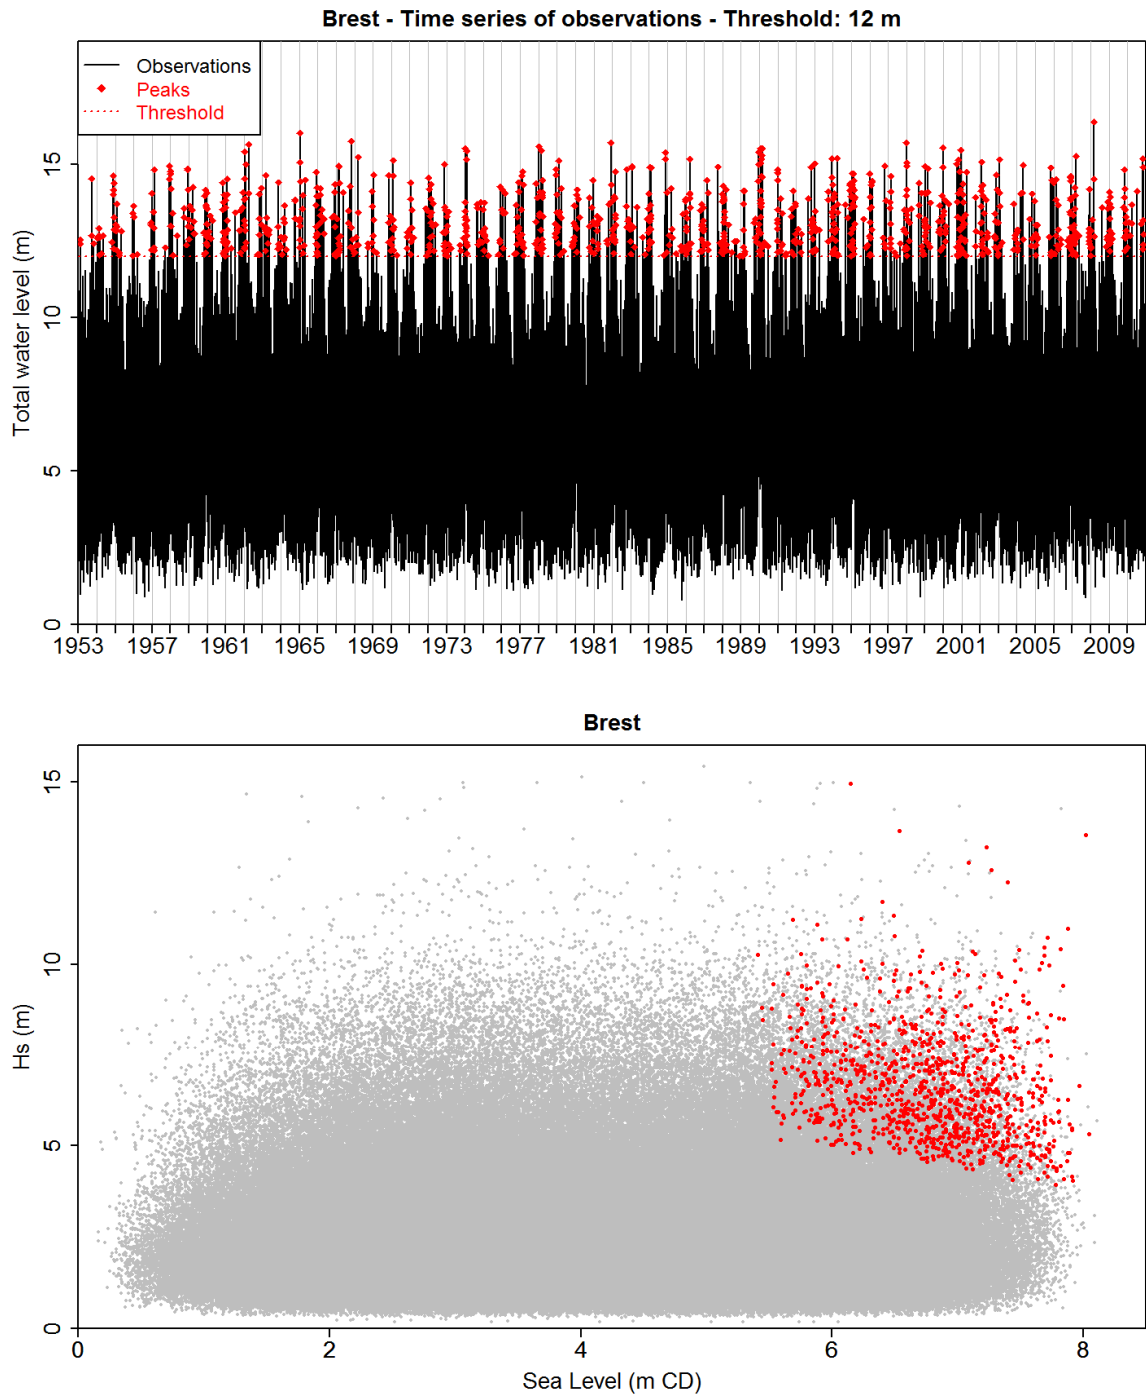 Brest - Time series of observations - Threshold: 12 m
Observations
Peaks
Threshold
Total water level (m)
15
10
5
0
1953 1957 1961 1965 1969 1973 1977 1981 1985 1989 1993 1997 2001 2005 2009
Brest
Hs (m)
15
10
5
0
0 2 4 6 8
Sea Level (m CD)